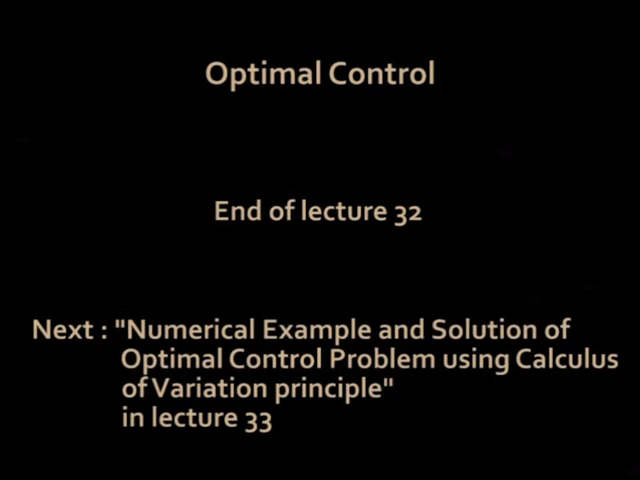 Optimal Control
End of lecture 32
Next : "Numerical Example and Solution of
Optimal Control Problem using Calculus
of Variation principle"
in lecture 33